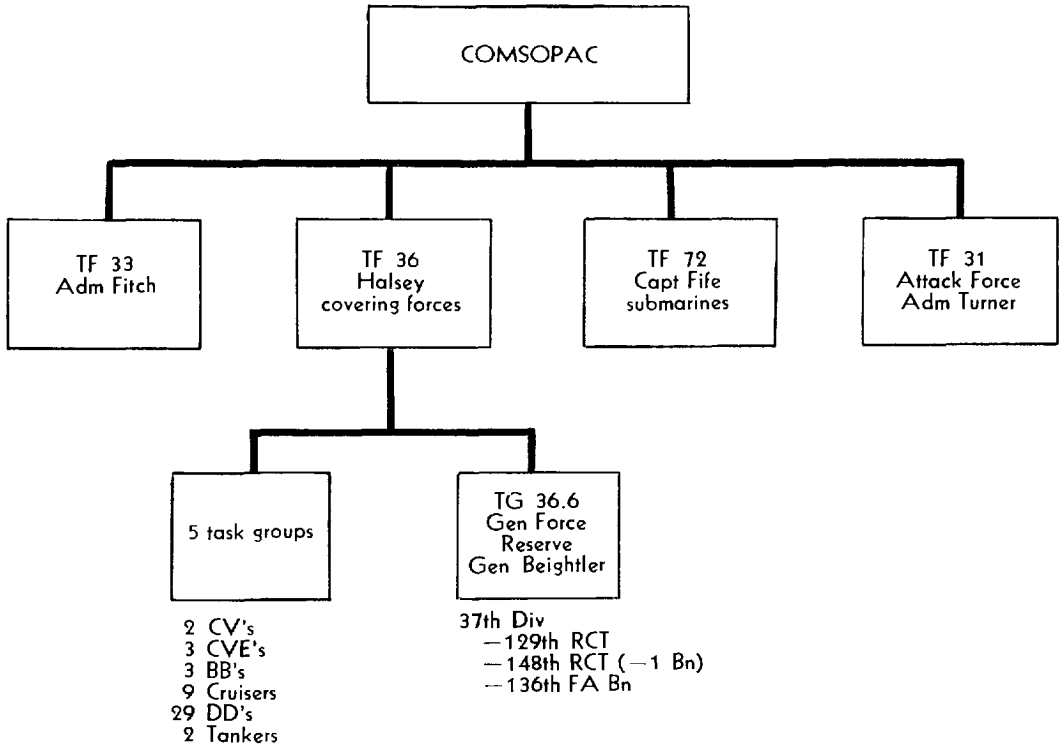 COMSOPAC
TF 33
Adm Fitch
TF 36
Halsey
covering forces
TF 72
Capt Fife
submarines
TF 31
Attack Force
Adm Turner
5 task groups
TG 36.6
Gen Force
Reserve
Gen Beightler
2 CV's
3 CVE's
3 BB's
9 Cruisers
29 DD's
2 Tankers
37th Div
—129th RCT
—148th RCT (—1 Bn)
—136th FA Bn